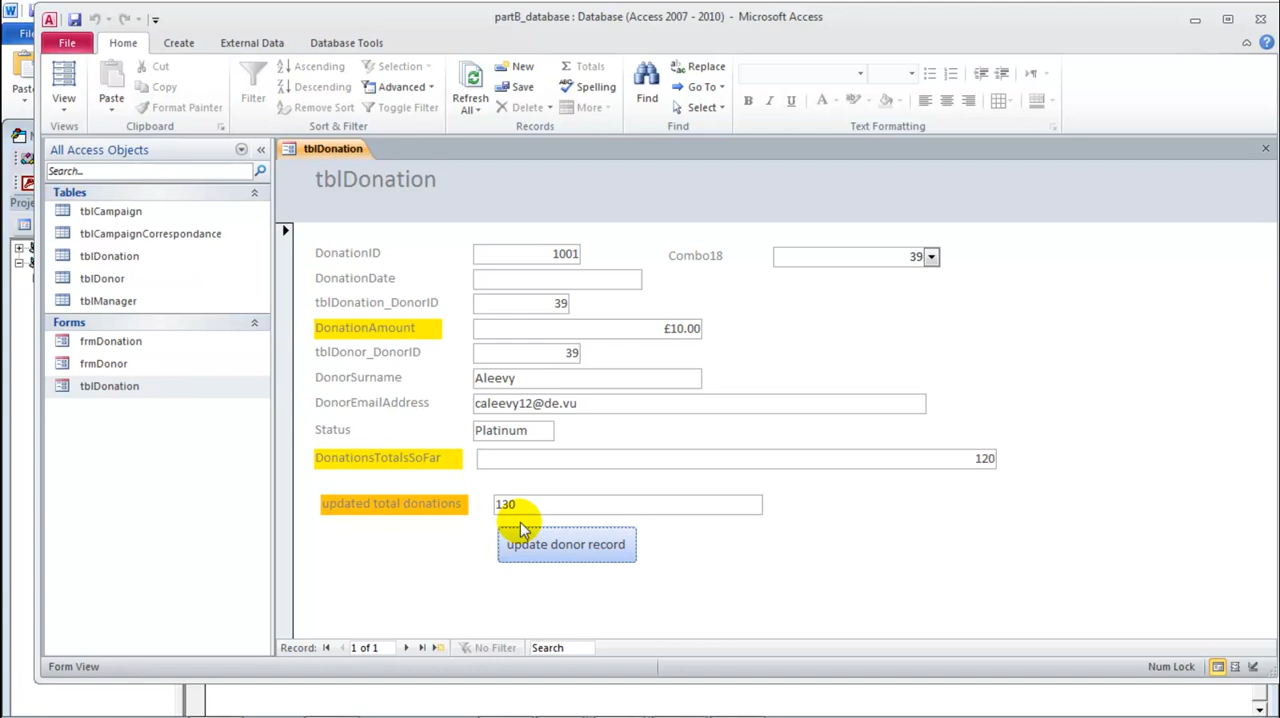 partB_database : Database (Access 2007 - 2010) - Microsoft Access
File Home Create External Data Database Tools
View
Views
Paste
Cut
Copy
Format Painter
Clipboard
Filter
Ascending
Descending
Remove Sort
Selection
Advanced
Toggle Filter
Sort & Filter
Refresh
All
New
Save
Delete
Totals
Spelling
More
Records
Find
Replace
Go To
Select
Find
B I U A
Text Formatting
All Access Objects
Search...
Tables
tblCampaign
tblCampaignCorrespondance
tblDonation
tblDonor
tblManager
Forms
frmDonation
frmDonor
tblDonation
tblDonation
tblDonation
DonationID 1001 Combo18 39
DonationDate
tblDonation_DonorID 39
DonationAmount £10.00
tblDonor_DonorID 39
DonorSurname Aleevy
DonorEmailAddress caleevy12@de.vu
Status Platinum
DonationsTotalsSoFar 120
updated total donations 130
update donor record
Record: 1 of 1 No Filter Search
Form View Num Lock